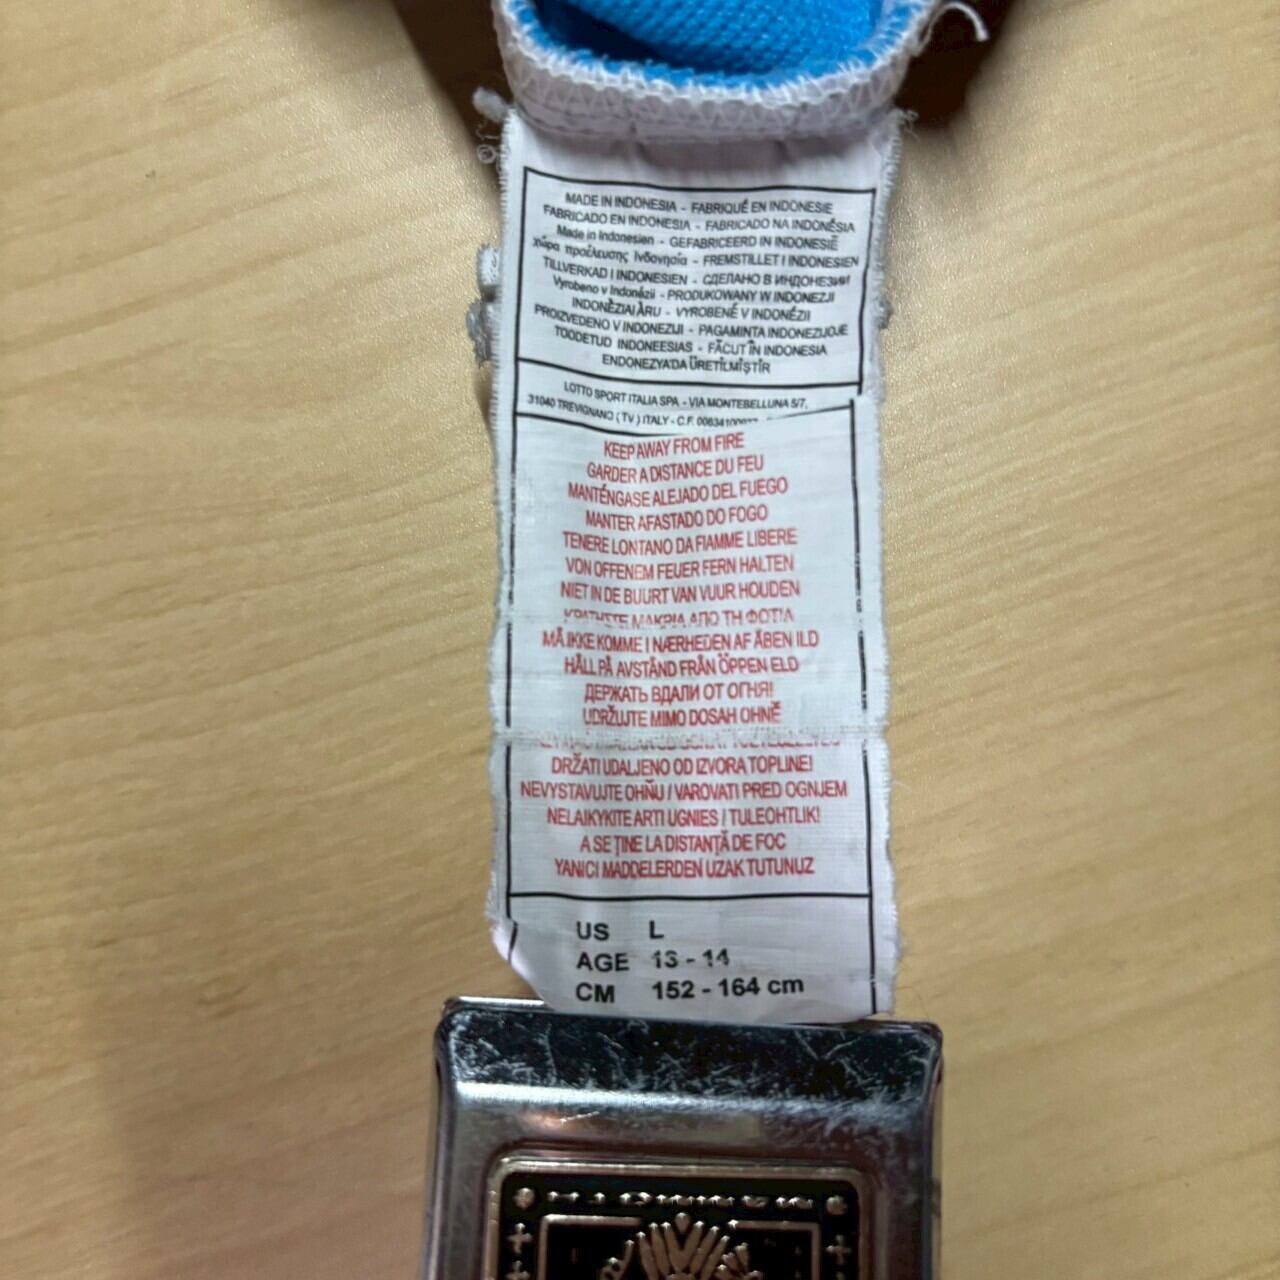 MADE IN INDONESIA - FABRIQUÉ EN INDONESIE
FABRICADO EN INDONESIA - FABRICADO NA INDONÉSIA
Made in Indonesien - GEFABRICEERD IN INDONESIË
Χώρα προέλευσης Ινδονησία - FREMSTILLET I INDONESIEN
TILLVERKAD I INDONESIEN - СДЕЛАНО В ИНДОНЕЗИИ
Vyrobeno v Indonézii - PRODUKOWANY W INDONEZJI
INDONÉZIAI ÁRU - VYROBENÉ V INDONÉZII
PROIZVEDENO V INDONEZIJI - PAGAMINTA INDONEZIJOJE
TOODETUD INDONEESIAS - FĂCUT ÎN INDONESIA
ENDONEZYA'DA ÜRETİLMİŞTİR
LOTTO SPORT ITALIA SPA - VIA MONTEBELLUNA 5/7,
31040 TREVIGNANO ( TV ) ITALY - C.F.
KEEP AWAY FROM FIRE
GARDER A DISTANCE DU FEU
MANTÉNGASE ALEJADO DEL FUEGO
MANTER AFASTADO DO FOGO
TENERE LONTANO DA FIAMME LIBERE
VON OFFENEM FEUER FERN HALTEN
NIET IN DE BUURT VAN VUUR HOUDEN
ΜΑΚΡΙΑ ΑΠΟ ΤΗ ΦΩΤΙΑ
MÅ IKKE KOMME I NÆRHEDEN AF ÅBEN ILD
HÅLL PÅ AVSTÅND FRÅN ÖPPEN ELD
ДЕРЖАТЬ ВДАЛИ ОТ ОГНЯ!
UDRŽUJTE MIMO DOSAH OHNĚ
DRŽATI UDALJENO OD IZVORA TOPLINE!
NEVYSTAVUJTE OHŇU / VAROVATI PRED OGNJEM
NELAIKYKITE ARTI UGNIES / TULEOHTLIK!
A SE ŢINE LA DISTANŢĂ DE FOC
YANICI MADDELERDEN UZAK TUTUNUZ
US L
AGE 13 - 14
CM 152 - 164 cm